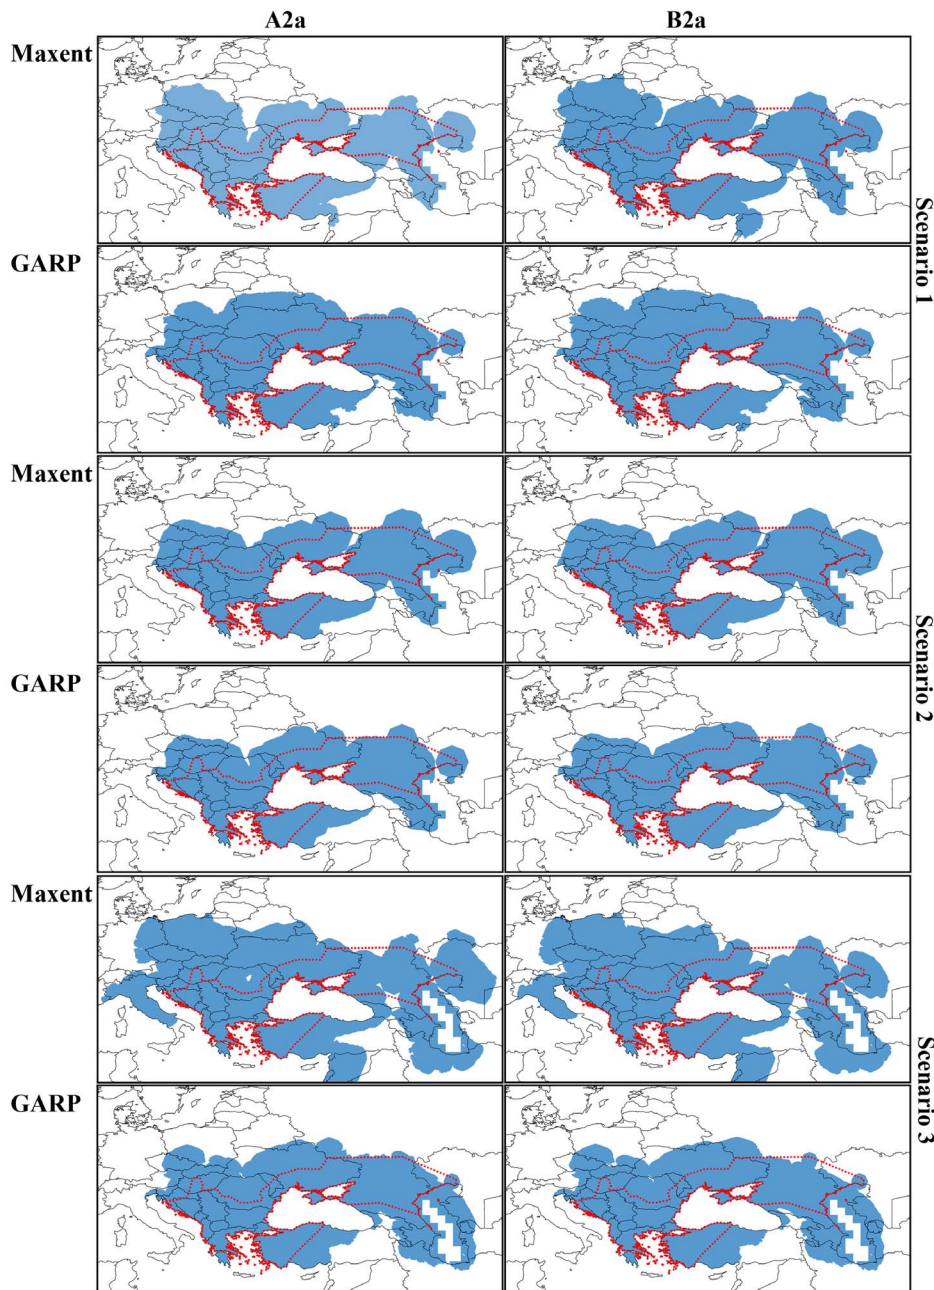 A2a B2a
Maxent
GARP
Scenario 1
Maxent
GARP
Scenario 2
Maxent
GARP
Scenario 3